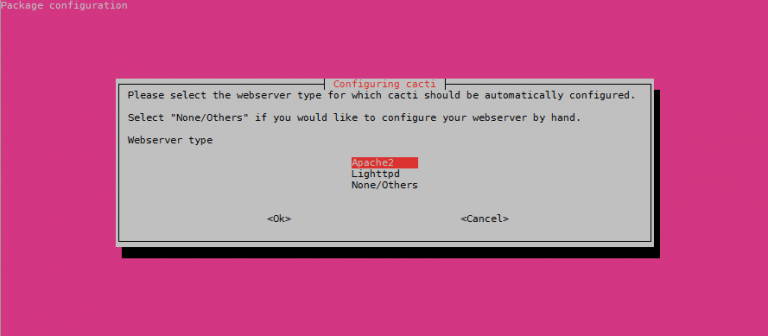 Package configuration
Configuring cacti
Please select the webserver type for which cacti should be automatically configured.
Select "None/Others" if you would like to configure your webserver by hand.
Webserver type
Apache2
Lighttpd
None/Others
<Ok> <Cancel>